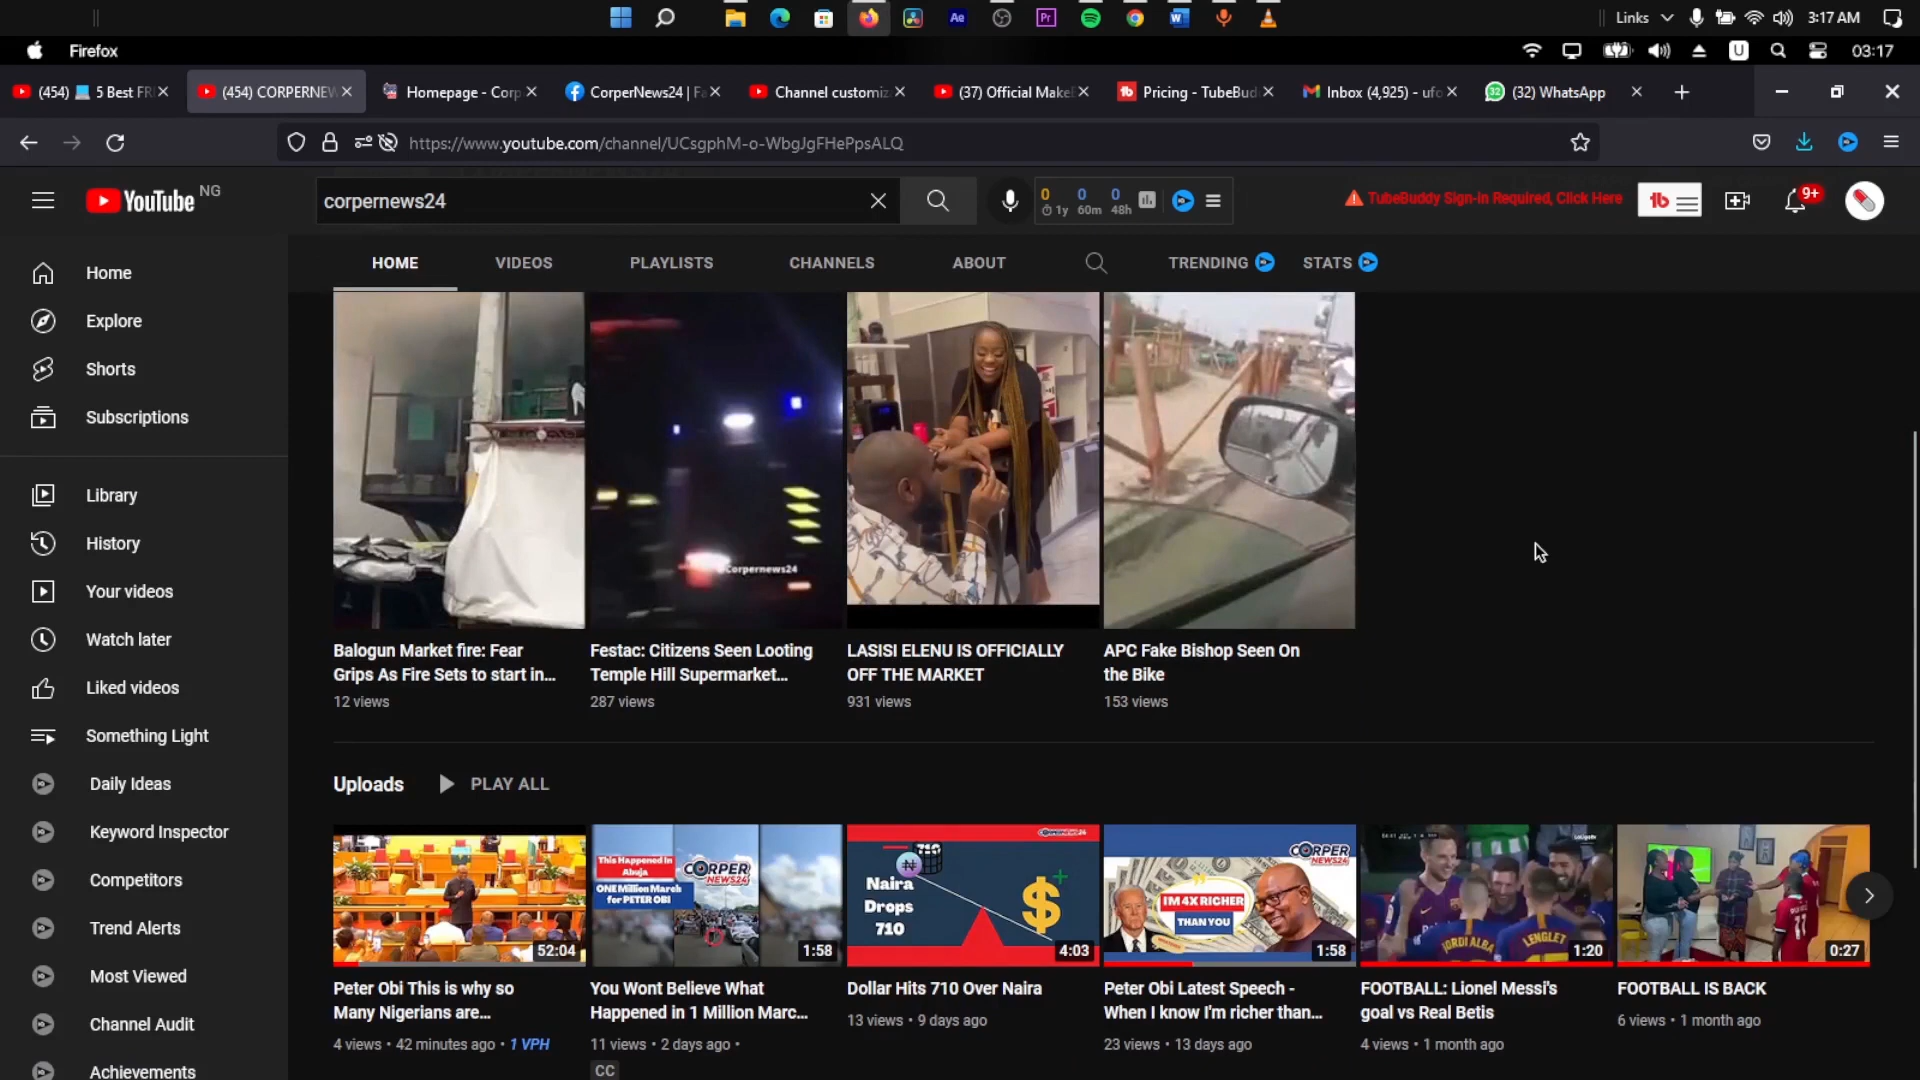 Links
3:17 AM
Firefox
03:17
(454) 💻 5 Best FR
(454) CORPERNEW
Homepage - Corp
CorperNews24 | Fa
Channel customiz
(37) Official Make
Pricing - TubeBud
Inbox (4,925) - ufo
(32) WhatsApp
https://www.youtube.com/channel/UCsgphM-o-WbgJgFHePpsALQ
YouTube NG
corpernews24
0 0 0
1y 60m 48h
TubeBuddy Sign-in Required, Click Here
9+
HOME VIDEOS PLAYLISTS CHANNELS ABOUT TRENDING STATS
Home
Explore
Shorts
Subscriptions
Library
History
Your videos
Watch later
Liked videos
Something Light
Daily Ideas
Keyword Inspector
Competitors
Trend Alerts
Most Viewed
Channel Audit
Achievements
Corpernews24
Balogun Market fire: Fear
Grips As Fire Sets to start in...
12 views
Festac: Citizens Seen Looting
Temple Hill Supermarket...
287 views
LASISI ELENU IS OFFICIALLY
OFF THE MARKET
931 views
APC Fake Bishop Seen On
the Bike
153 views
Uploads
PLAY ALL
52:04
Peter Obi This is why so
Many Nigerians are...
4 views • 42 minutes ago • 1 VPH
This Happened In
Abuja
ONE Million March
for PETER OBI
CORPER
NEWS24
1:58
You Wont Believe What
Happened in 1 Million Marc...
11 views • 2 days ago •
CC
710
Naira
Drops
710
4:03
Dollar Hits 710 Over Naira
13 views • 9 days ago
CORPER
NEWS24
IM 4X RICHER
THAN YOU
1:58
Peter Obi Latest Speech -
When I know I'm richer than...
23 views • 13 days ago
JORDI ALBA
LENGLET
1:20
FOOTBALL: Lionel Messi's
goal vs Real Betis
4 views • 1 month ago
0:27
FOOTBALL IS BACK
6 views • 1 month ago